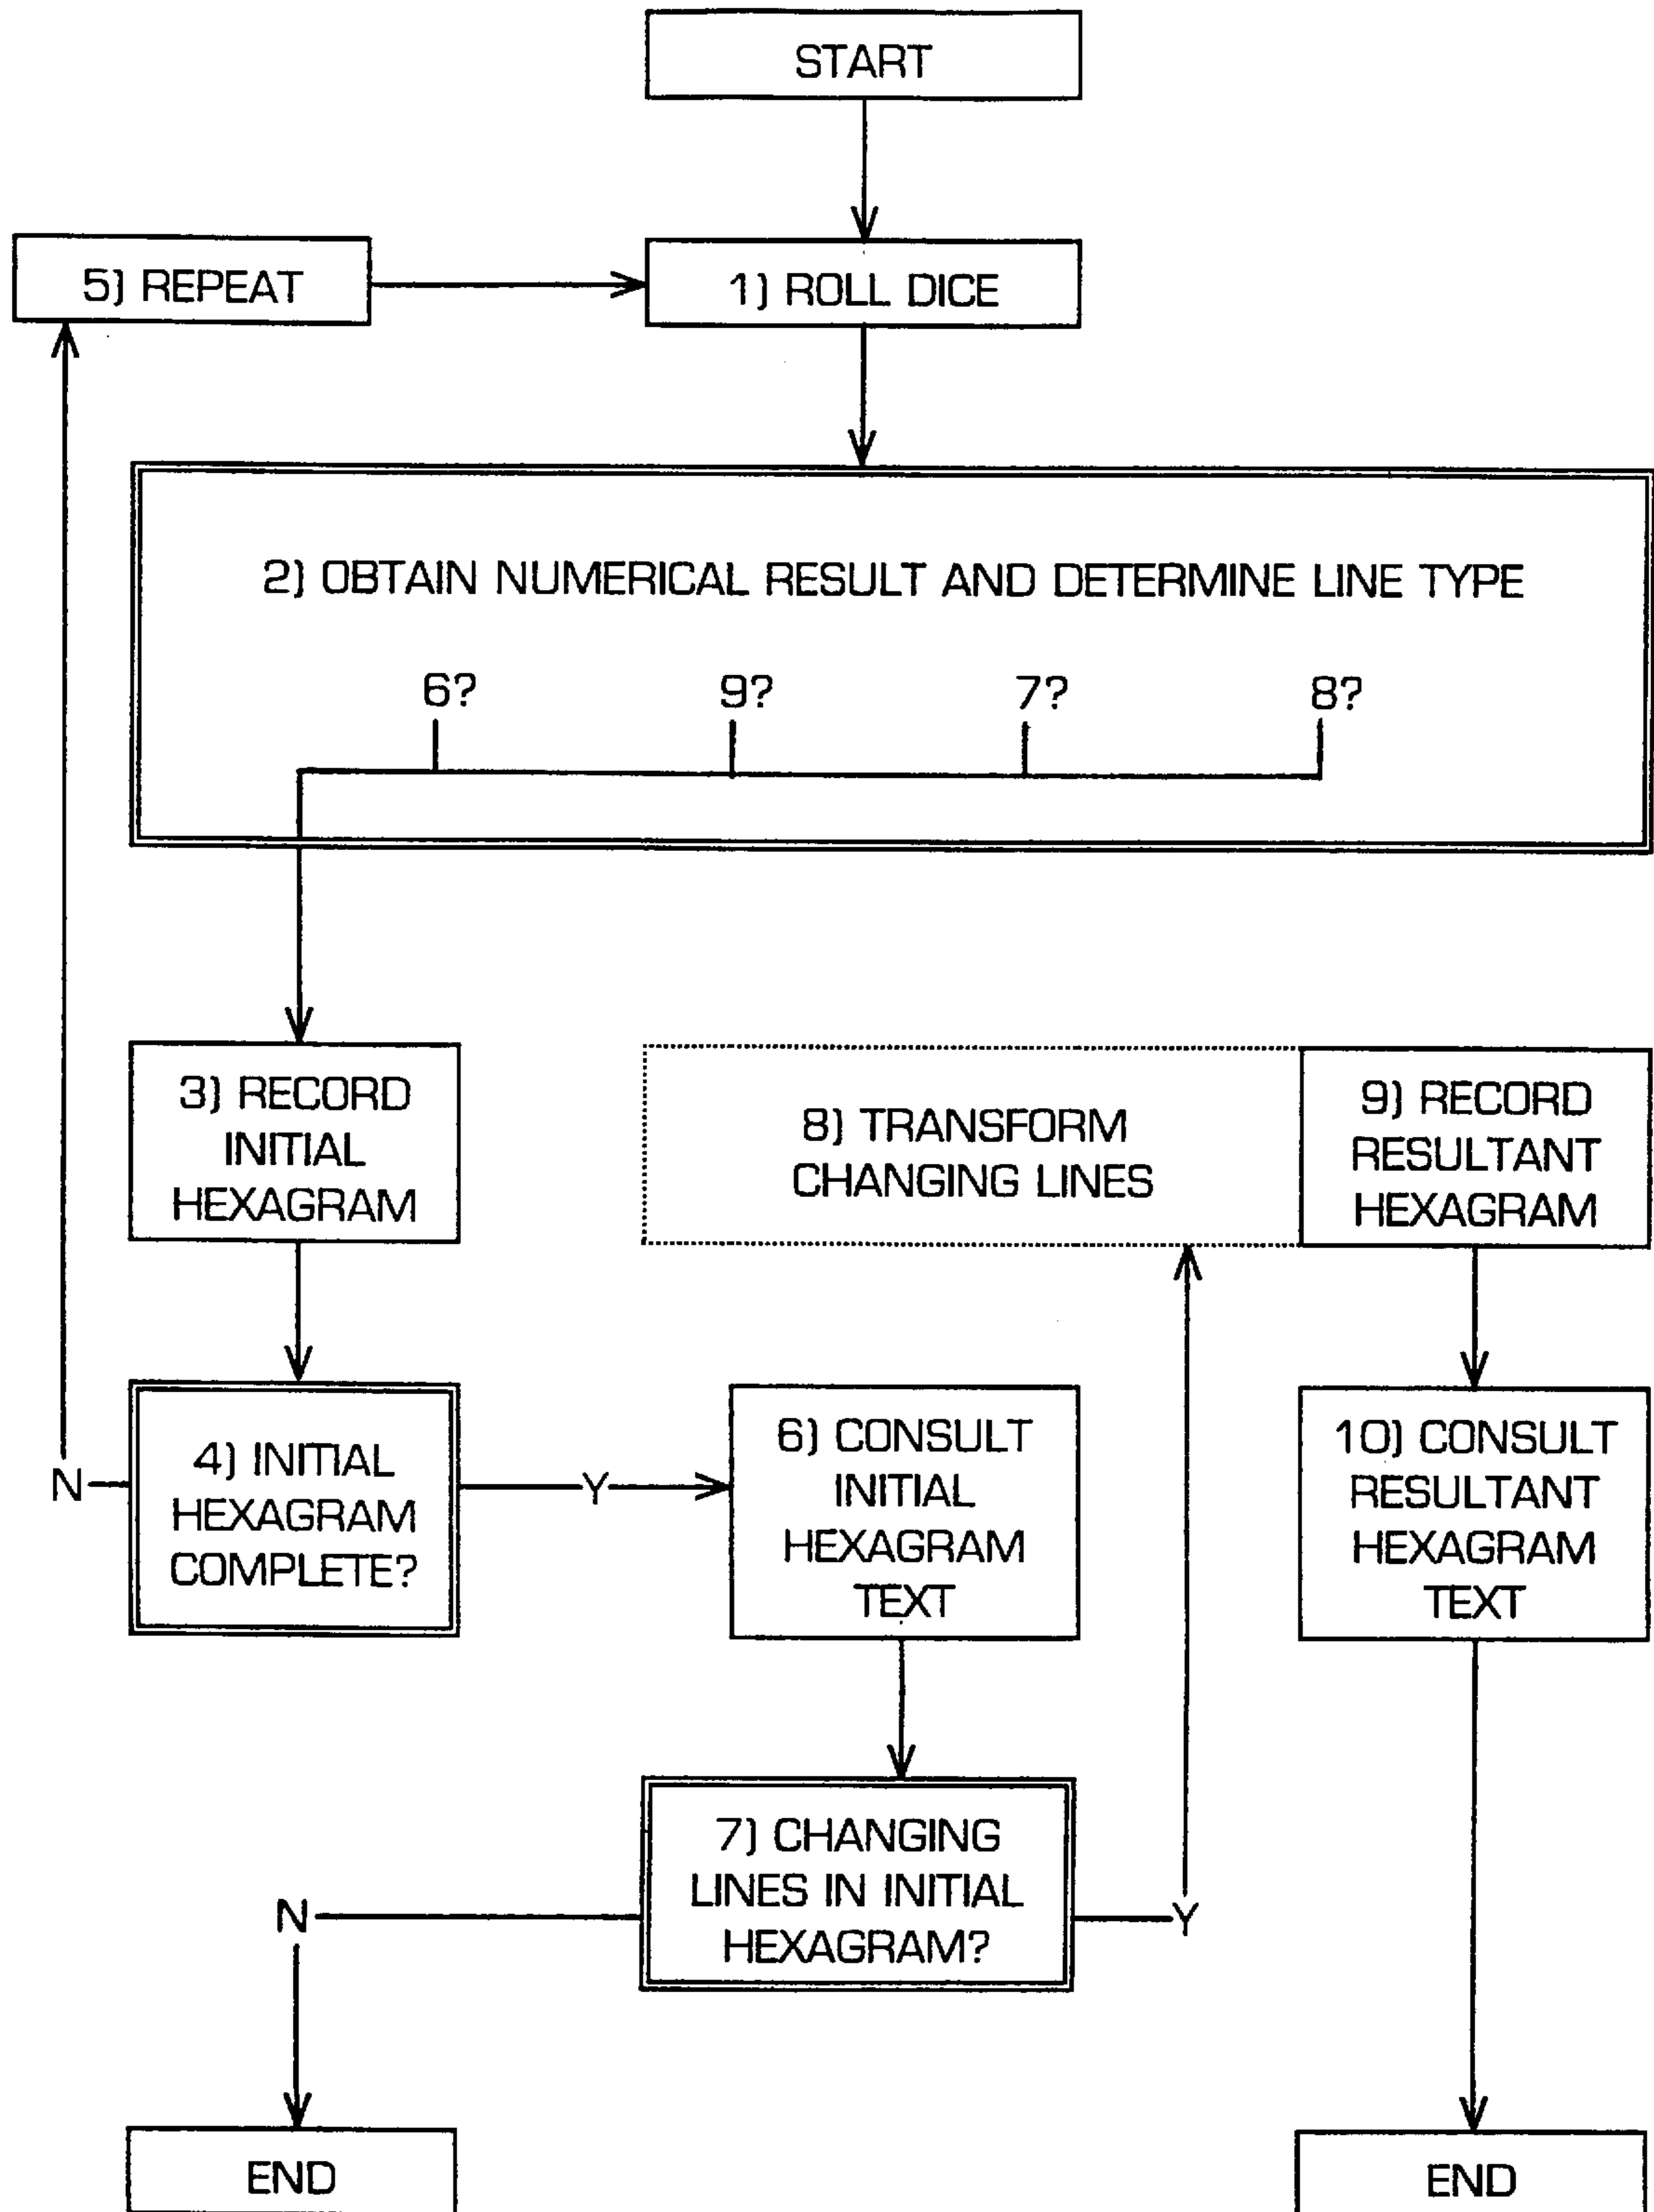 START
5) REPEAT
1) ROLL DICE
2) OBTAIN NUMERICAL RESULT AND DETERMINE LINE TYPE
6? 9? 7? 8?
3) RECORD
INITIAL
HEXAGRAM
8) TRANSFORM
CHANGING LINES
9) RECORD
RESULTANT
HEXAGRAM
4) INITIAL
HEXAGRAM
COMPLETE?
N
Y
6) CONSULT
INITIAL
HEXAGRAM
TEXT
10) CONSULT
RESULTANT
HEXAGRAM
TEXT
7) CHANGING
LINES IN INITIAL
HEXAGRAM?
N
Y
END
END